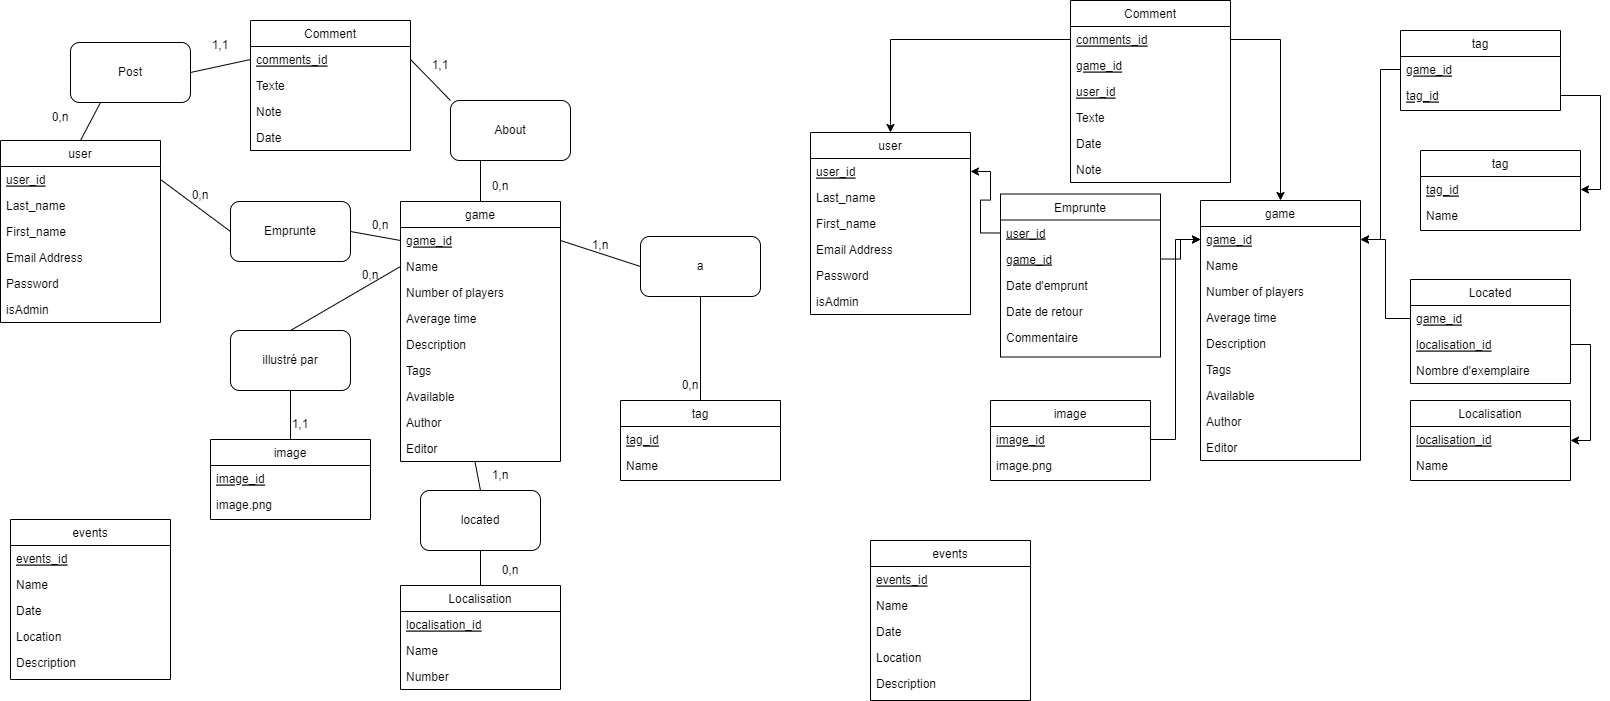 Post
1,1
Comment
comments_id
Texte
Note
Date
1,1
About
0,n
user
user_id
Last_name
First_name
Email Address
Password
isAdmin
0,n
Emprunte
0,n
0,n
game
game_id
Name
Number of players
Average time
Description
Tags
Available
Author
Editor
1,n
a
0,n
tag
tag_id
Name
0,n
illustré par
1,1
image
image_id
image.png
1,n
located
0,n
Localisation
localisation_id
Name
Number
events
events_id
Name
Date
Location
Description
Comment
comments_id
game_id
user_id
Texte
Date
Note
user
user_id
Last_name
First_name
Email Address
Password
isAdmin
Emprunte
user_id
game_id
Date d'emprunt
Date de retour
Commentaire
game
game_id
Name
Number of players
Average time
Description
Tags
Available
Author
Editor
tag
game_id
tag_id
tag
tag_id
Name
Located
game_id
localisation_id
Nombre d'exemplaire
Localisation
localisation_id
Name
image
image_id
image.png
events
events_id
Name
Date
Location
Description